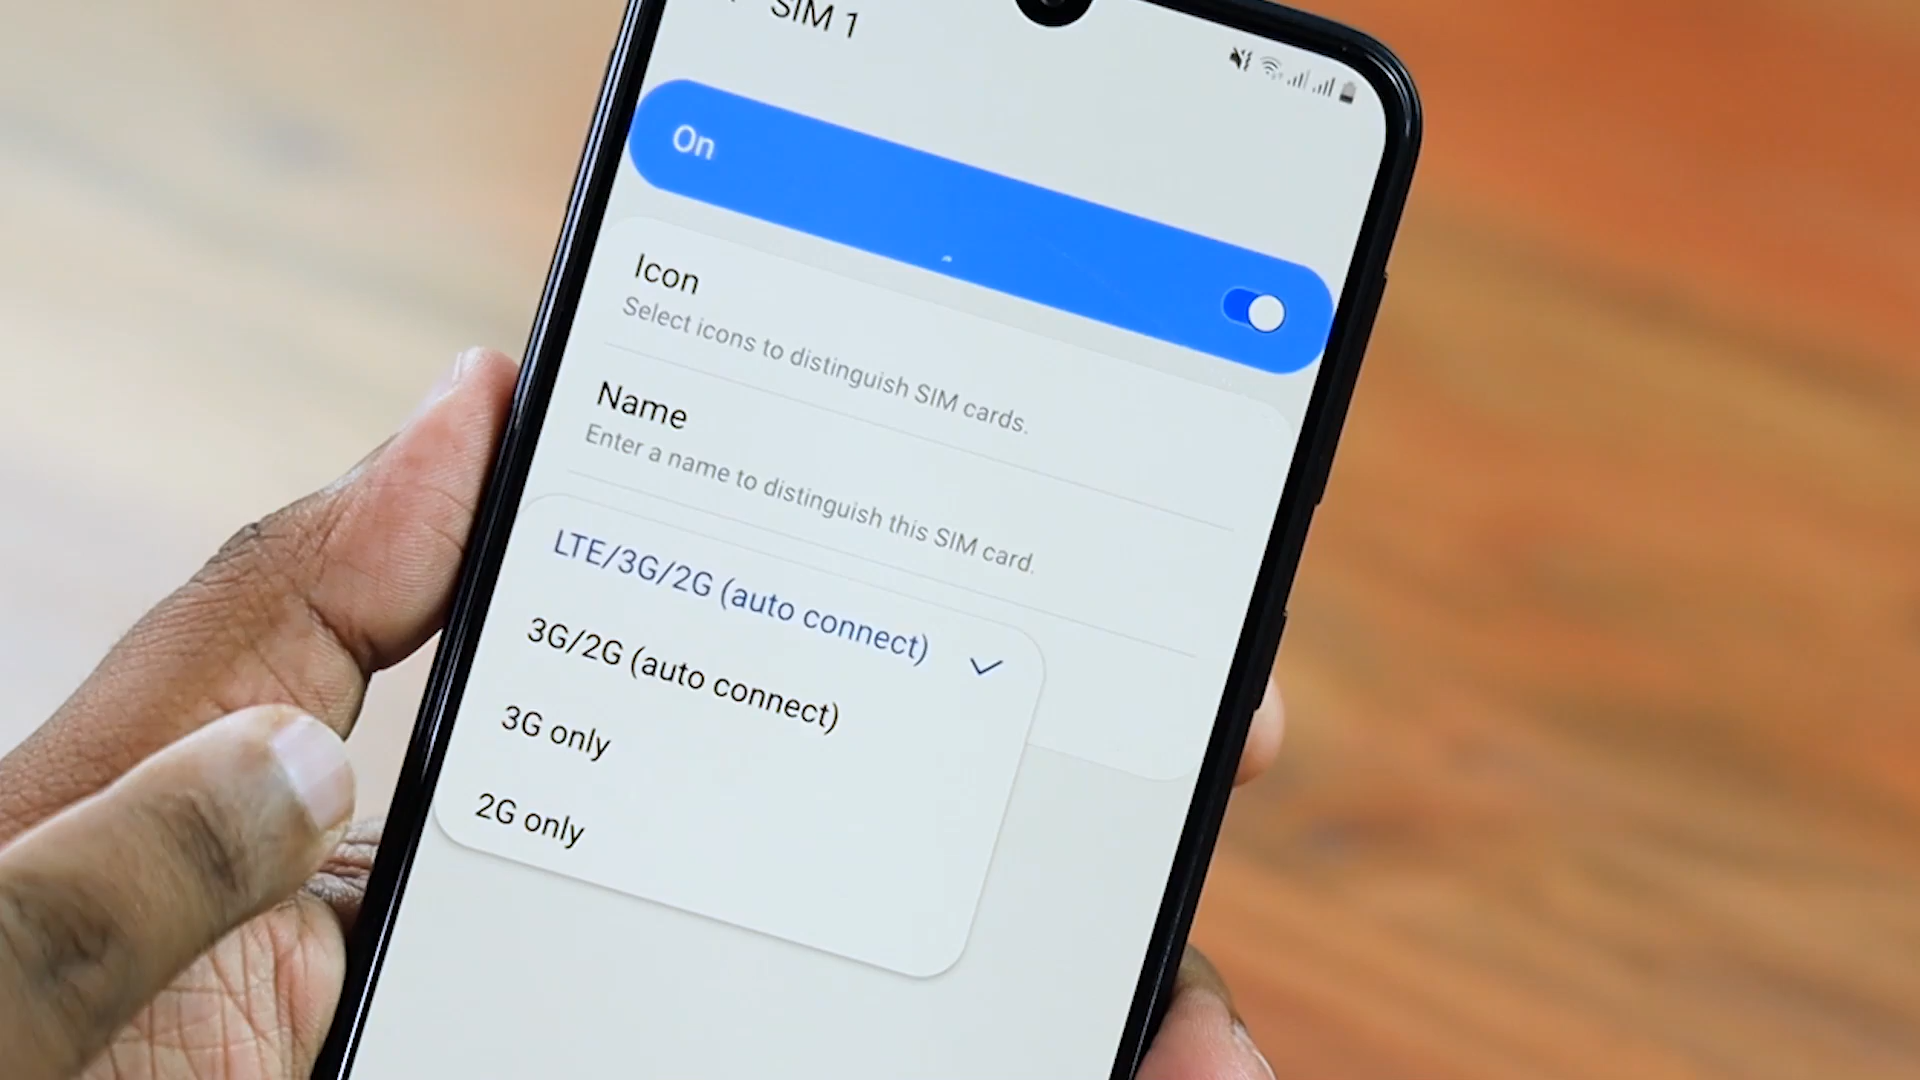 SIM 1
On
Icon
Select icons to distinguish SIM cards.
Name
Enter a name to distinguish this SIM card.
LTE/3G/2G (auto connect)
3G/2G (auto connect)
3G only
2G only